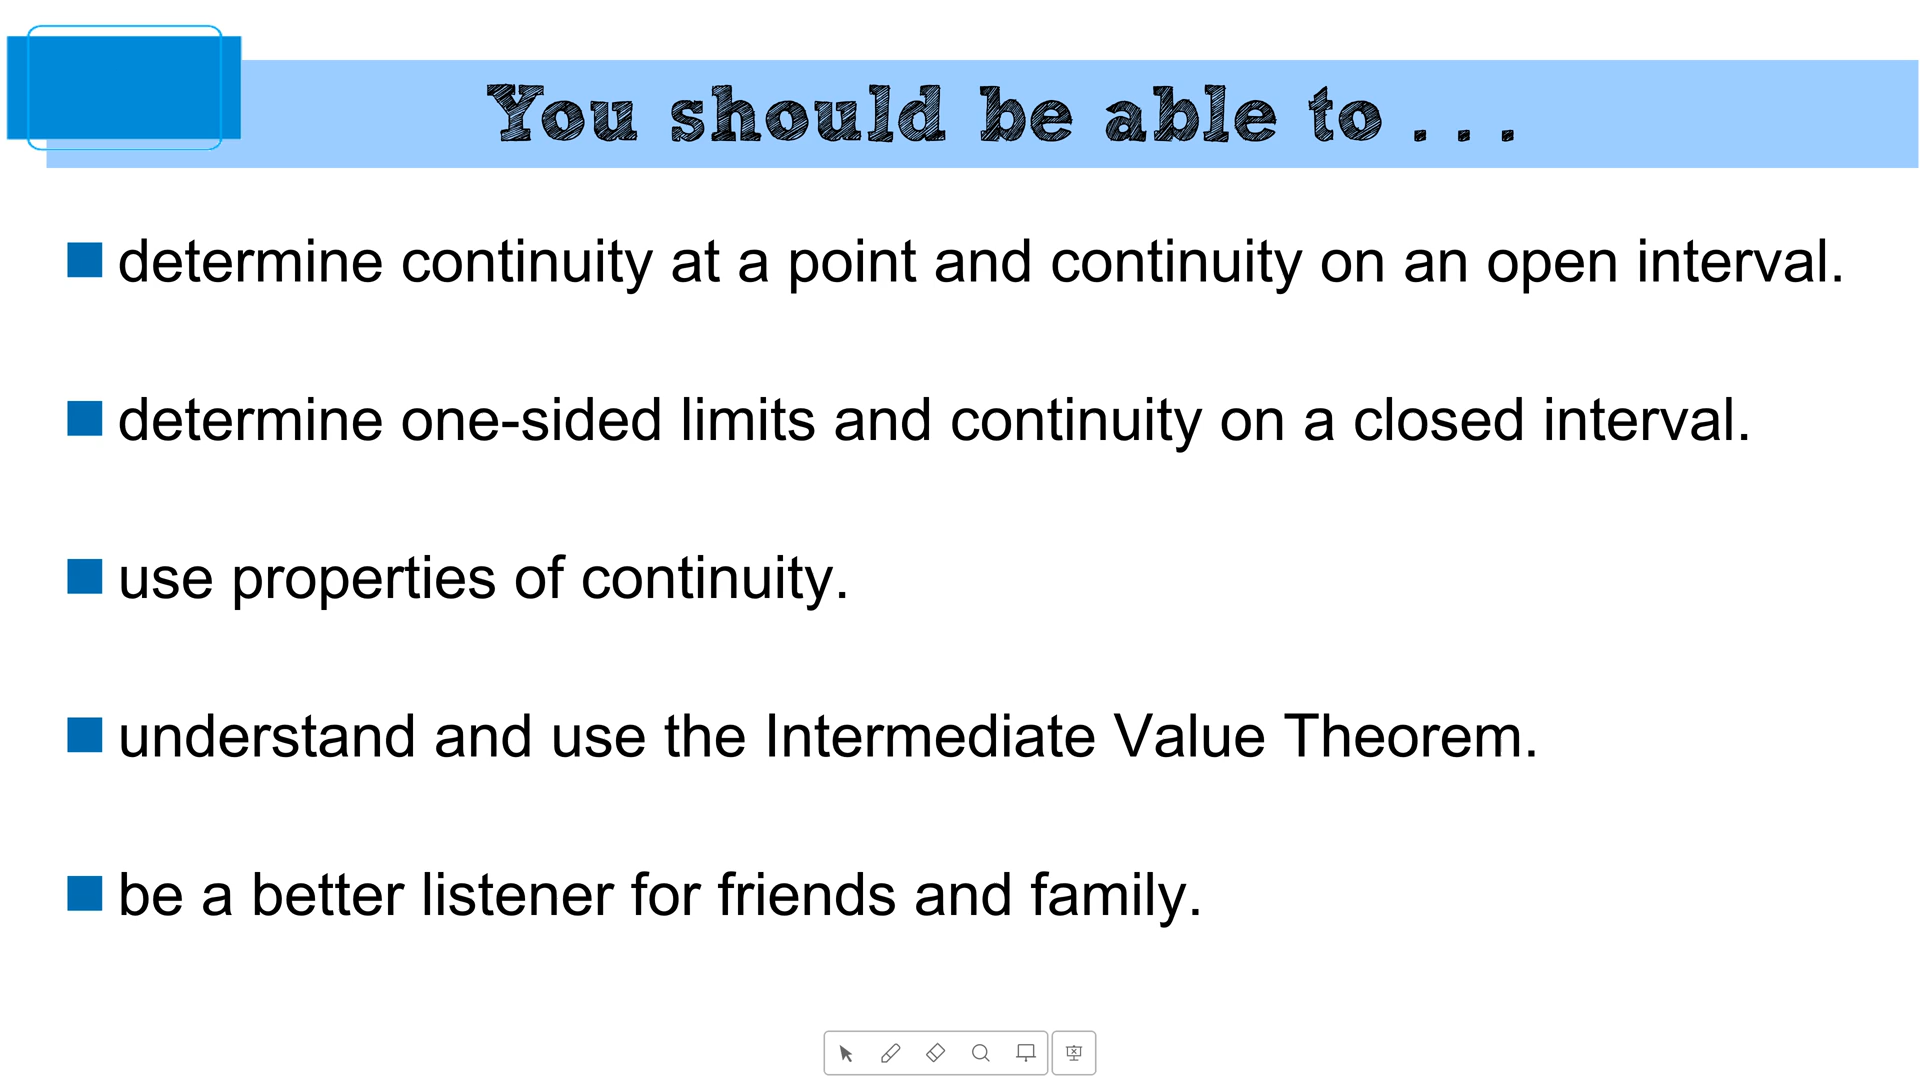 You should be able to . . .
determine continuity at a point and continuity on an open interval.
determine one-sided limits and continuity on a closed interval.
use properties of continuity.
understand and use the Intermediate Value Theorem.
be a better listener for friends and family.